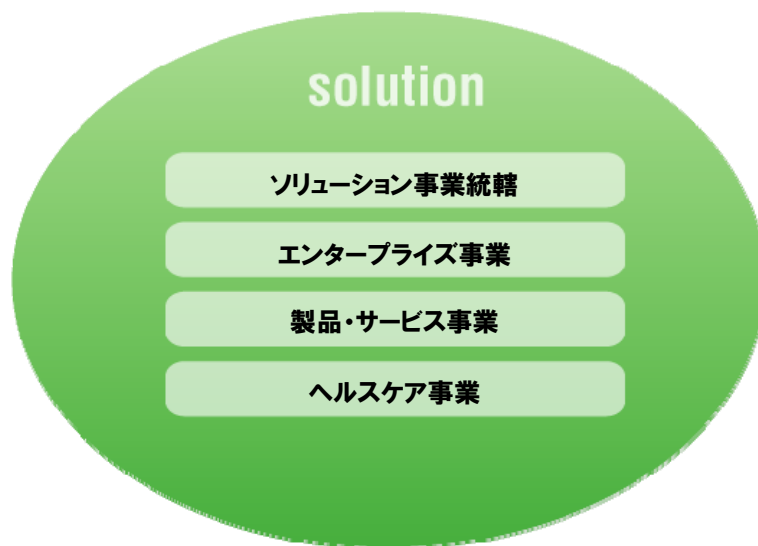 solution
ソリューション事業統轄
エンタープライズ事業
製品・サービス事業
ヘルスケア事業